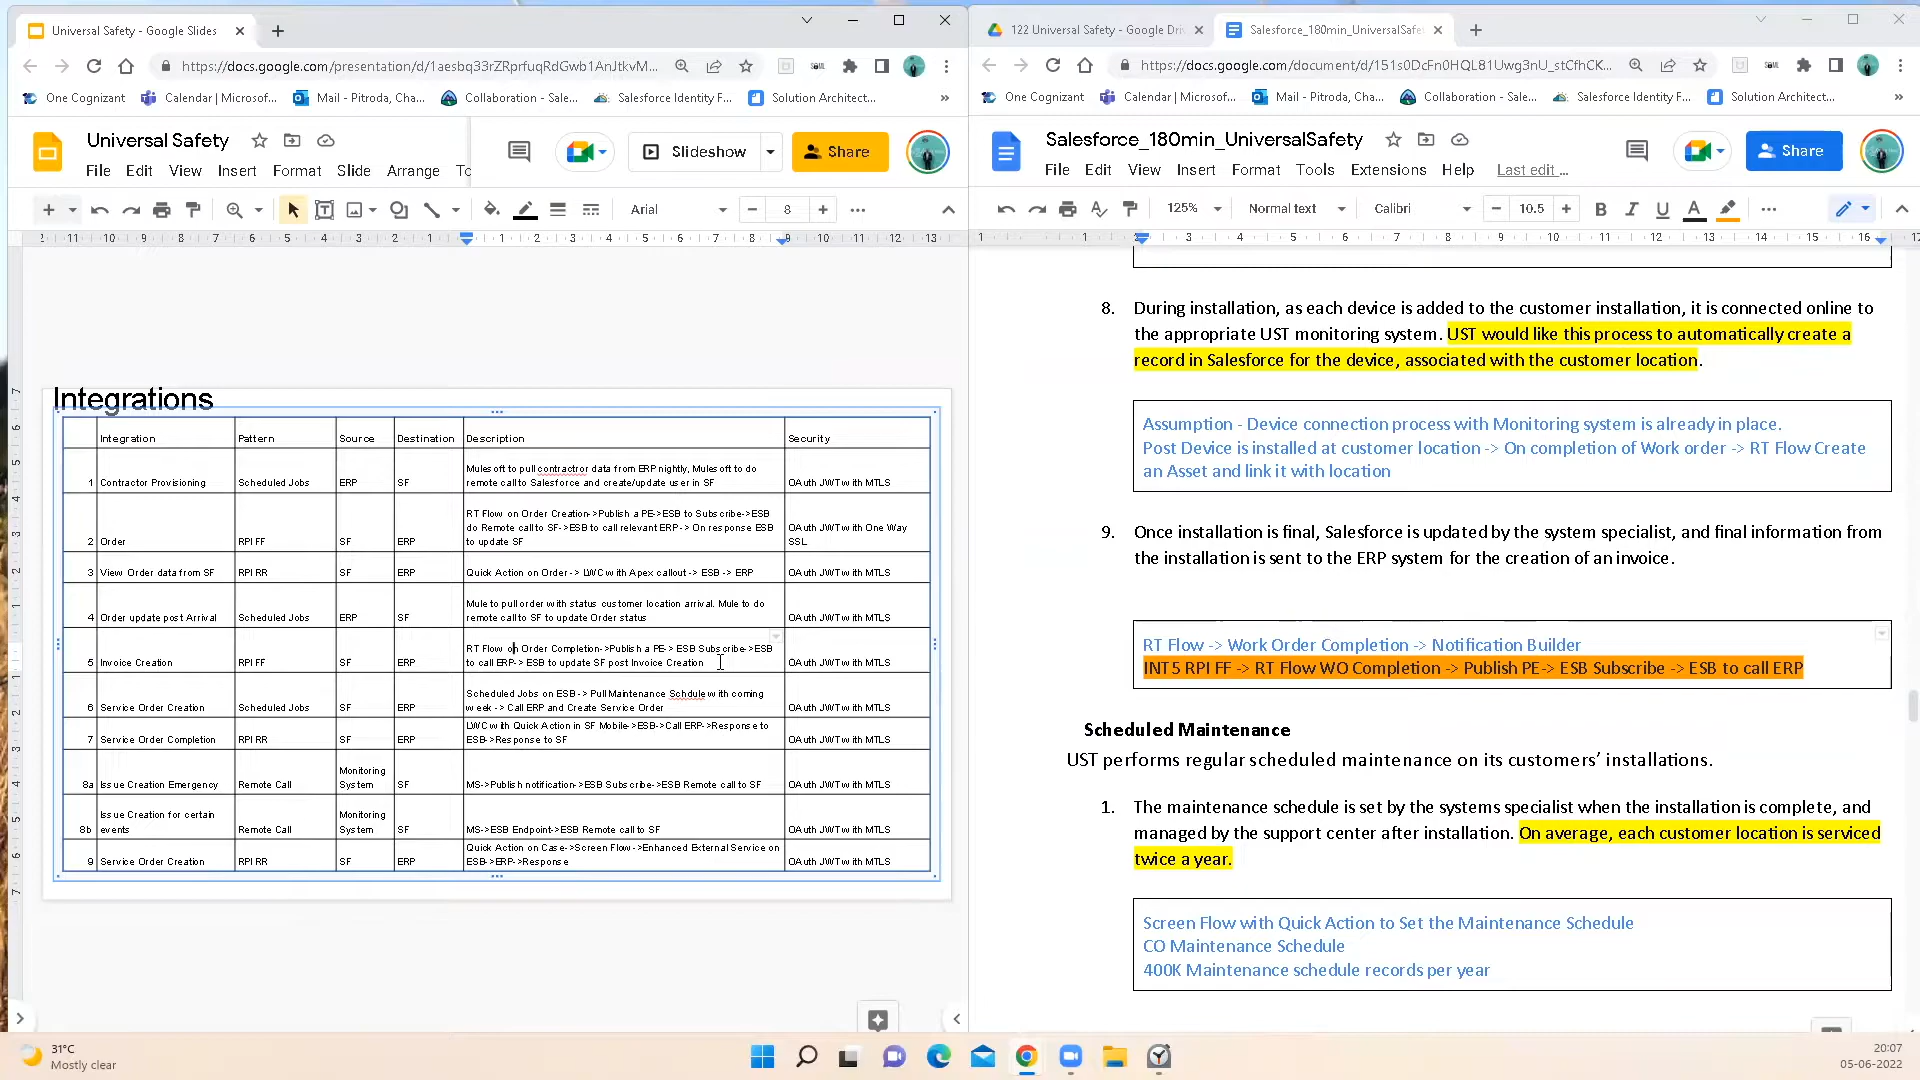 Universal Safety - Google Slides
122 Universal Safety - Google Dri
Salesforce_180min_UniversalSafe
https://docs.google.com/presentation/d/1aesbq33rZRprfuqRdGwb1AnJtkvM...
https://docs.google.com/document/d/151s0DcFn0HQL81Uwg3nU_stCfhCK...
One Cognizant
Calendar | Microsof...
Mail - Pitroda, Cha...
Collaboration - Sale...
Salesforce Identity F...
Solution Architect...
»
One Cognizant
Calendar | Microsof...
Mail - Pitroda, Cha...
Collaboration - Sale...
Salesforce Identity F...
Solution Architect...
»
Universal Safety
File Edit View Insert Format Slide Arrange To
Slideshow
Share
Arial
8
Salesforce_180min_UniversalSafety
File Edit View Insert Format Tools Extensions Help Last edit ...
Share
125% Normal text Calibri 10.5 B I U A
Integrations
Integration Pattern Source Destination Description Security
1 Contractor Provisioning Scheduled Jobs ERP SF Mulesoft to pull contractror data from ERP nightly, Mulesoft to do
remote call to Salesforce and create/update user in SF OAuth JWT with MTLS
2 Order RPI FF SF ERP RT Flow on Order Creation->Publish a PE->ESB to Subscribe->ESB
do Remote call to SF->ESB to call relevant ERP-> On response ESB
to update SF OAuth JWT with One Way
SSL
3 View Order data from SF RPI RR SF ERP Quick Action on Order -> LWC with Apex callout -> ESB -> ERP OAuth JWT with MTLS
4 Order update post Arrival Scheduled Jobs ERP SF Mule to pull order with status customer location arrival. Mule to do
remote call to SF to update Order status OAuth JWT with MTLS
5 Invoice Creation RPI FF SF ERP RT Flow on Order Completion->Publish a PE-> ESB Subscribe->ESB
to call ERP-> ESB to update SF post Invoice Creation OAuth JWT with MTLS
6 Service Order Creation Scheduled Jobs SF ERP Scheduled Jobs on ESB -> Pull Maintenance Schdule with coming
week -> Call ERP and Create Service Order OAuth JWT with MTLS
7 Service Order Completion RPI RR SF ERP LWC with Quick Action in SF Mobile->ESB->Call ERP->Response to
ESB->Response to SF OAuth JWT with MTLS
8a Issue Creation Emergency Remote Call Monitoring
System SF MS->Publish notification->ESB Subscribe->ESB Remote call to SF OAuth JWT with MTLS
8b Issue Creation for certain
events Remote Call Monitoring
System SF MS->ESB Endpoint->ESB Remote call to SF OAuth JWT with MTLS
9 Service Order Creation RPI RR SF ERP Quick Action on Case->Screen Flow->Enhanced External Service on
ESB->ERP->Response OAuth JWT with MTLS
8. During installation, as each device is added to the customer installation, it is connected online to
the appropriate UST monitoring system. UST would like this process to automatically create a
record in Salesforce for the device, associated with the customer location.
Assumption - Device connection process with Monitoring system is already in place.
Post Device is installed at customer location -> On completion of Work order -> RT Flow Create
an Asset and link it with location
9. Once installation is final, Salesforce is updated by the system specialist, and final information from
the installation is sent to the ERP system for the creation of an invoice.
RT Flow -> Work Order Completion -> Notification Builder
INT5 RPI FF -> RT Flow WO Completion -> Publish PE-> ESB Subscribe -> ESB to call ERP
Scheduled Maintenance
UST performs regular scheduled maintenance on its customers’ installations.
1. The maintenance schedule is set by the systems specialist when the installation is complete, and
managed by the support center after installation. On average, each customer location is serviced
twice a year.
Screen Flow with Quick Action to Set the Maintenance Schedule
CO Maintenance Schedule
400K Maintenance schedule records per year
31°C
Mostly clear
20:07
05-06-2022